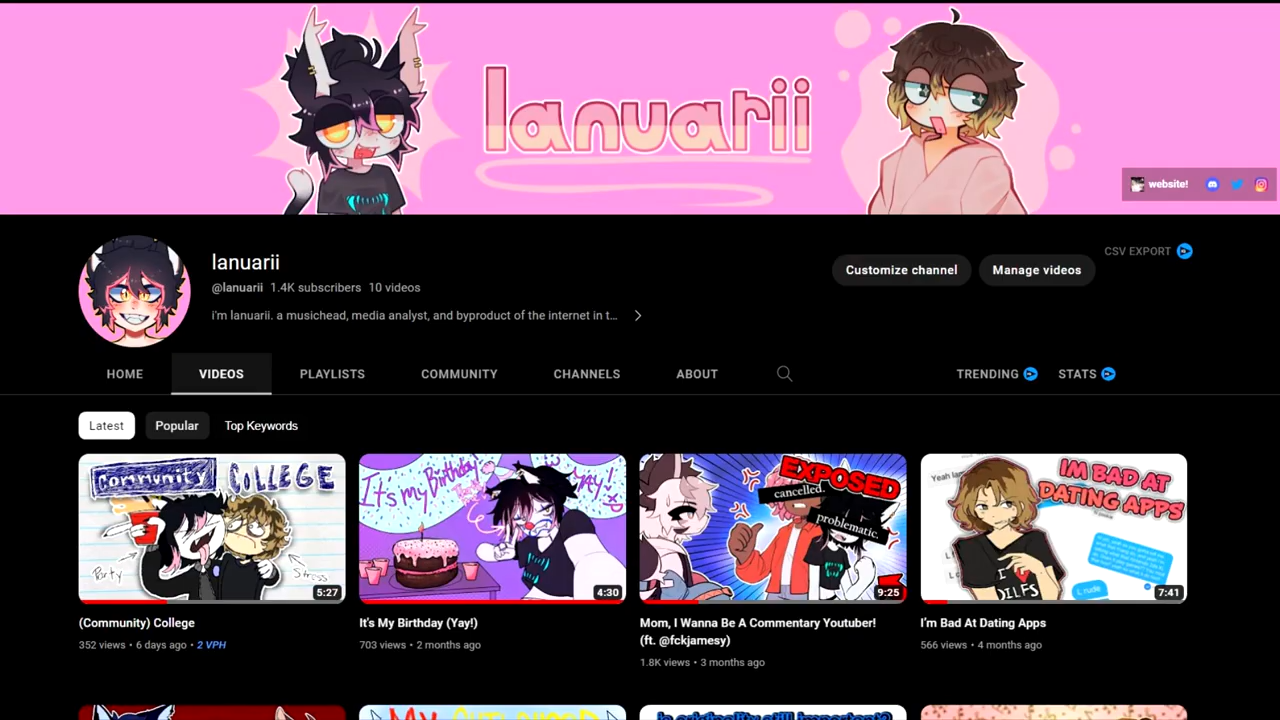 lanuarii
website!
lanuarii
@lanuarii 1.4K subscribers 10 videos
i'm lanuarii. a musichead, media analyst, and byproduct of the internet in t...
Customize channel
Manage videos
CSV EXPORT
HOME
VIDEOS
PLAYLISTS
COMMUNITY
CHANNELS
ABOUT
TRENDING
STATS
Latest
Popular
Top Keywords
Community COLLEGE
Party
Stress
5:27
It's my Birthday
yay!
4:30
EXPOSED
cancelled.
problematic.
9:25
Yeah
IM BAD AT
DATING APPS
I
DILFS
L rude
7:41
(Community) College
352 views • 6 days ago • 2 VPH
It's My Birthday (Yay!)
703 views • 2 months ago
Mom, I Wanna Be A Commentary Youtuber!
(ft. @fckjamesy)
1.8K views • 3 months ago
I'm Bad At Dating Apps
566 views • 4 months ago